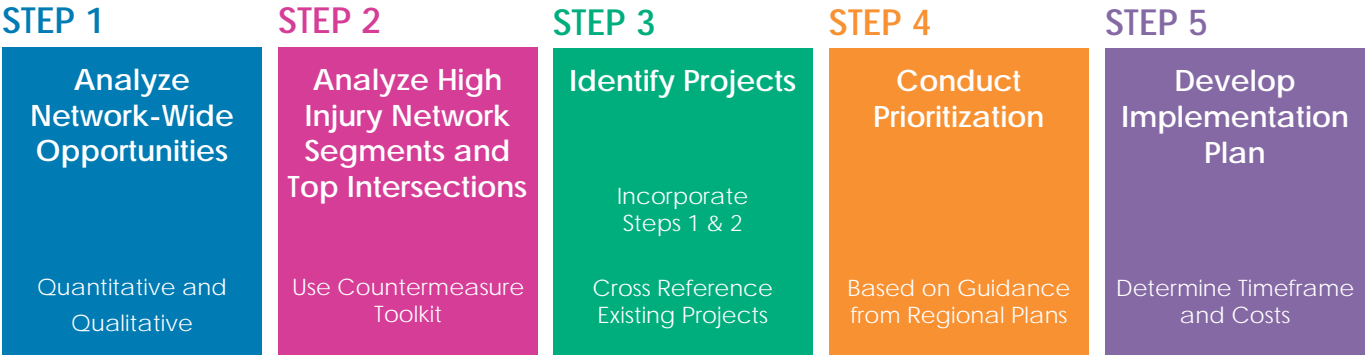 STEP 1
Analyze
Network-Wide
Opportunities
Quantitative and
Qualitative
STEP 2
Analyze High
Injury Network
Segments and
Top Intersections
Use Countermeasure
Toolkit
STEP 3
Identify Projects
Incorporate
Steps 1 & 2
Cross Reference
Existing Projects
STEP 4
Conduct
Prioritization
Based on Guidance
from Regional Plans
STEP 5
Develop
Implementation
Plan
Determine Timeframe
and Costs